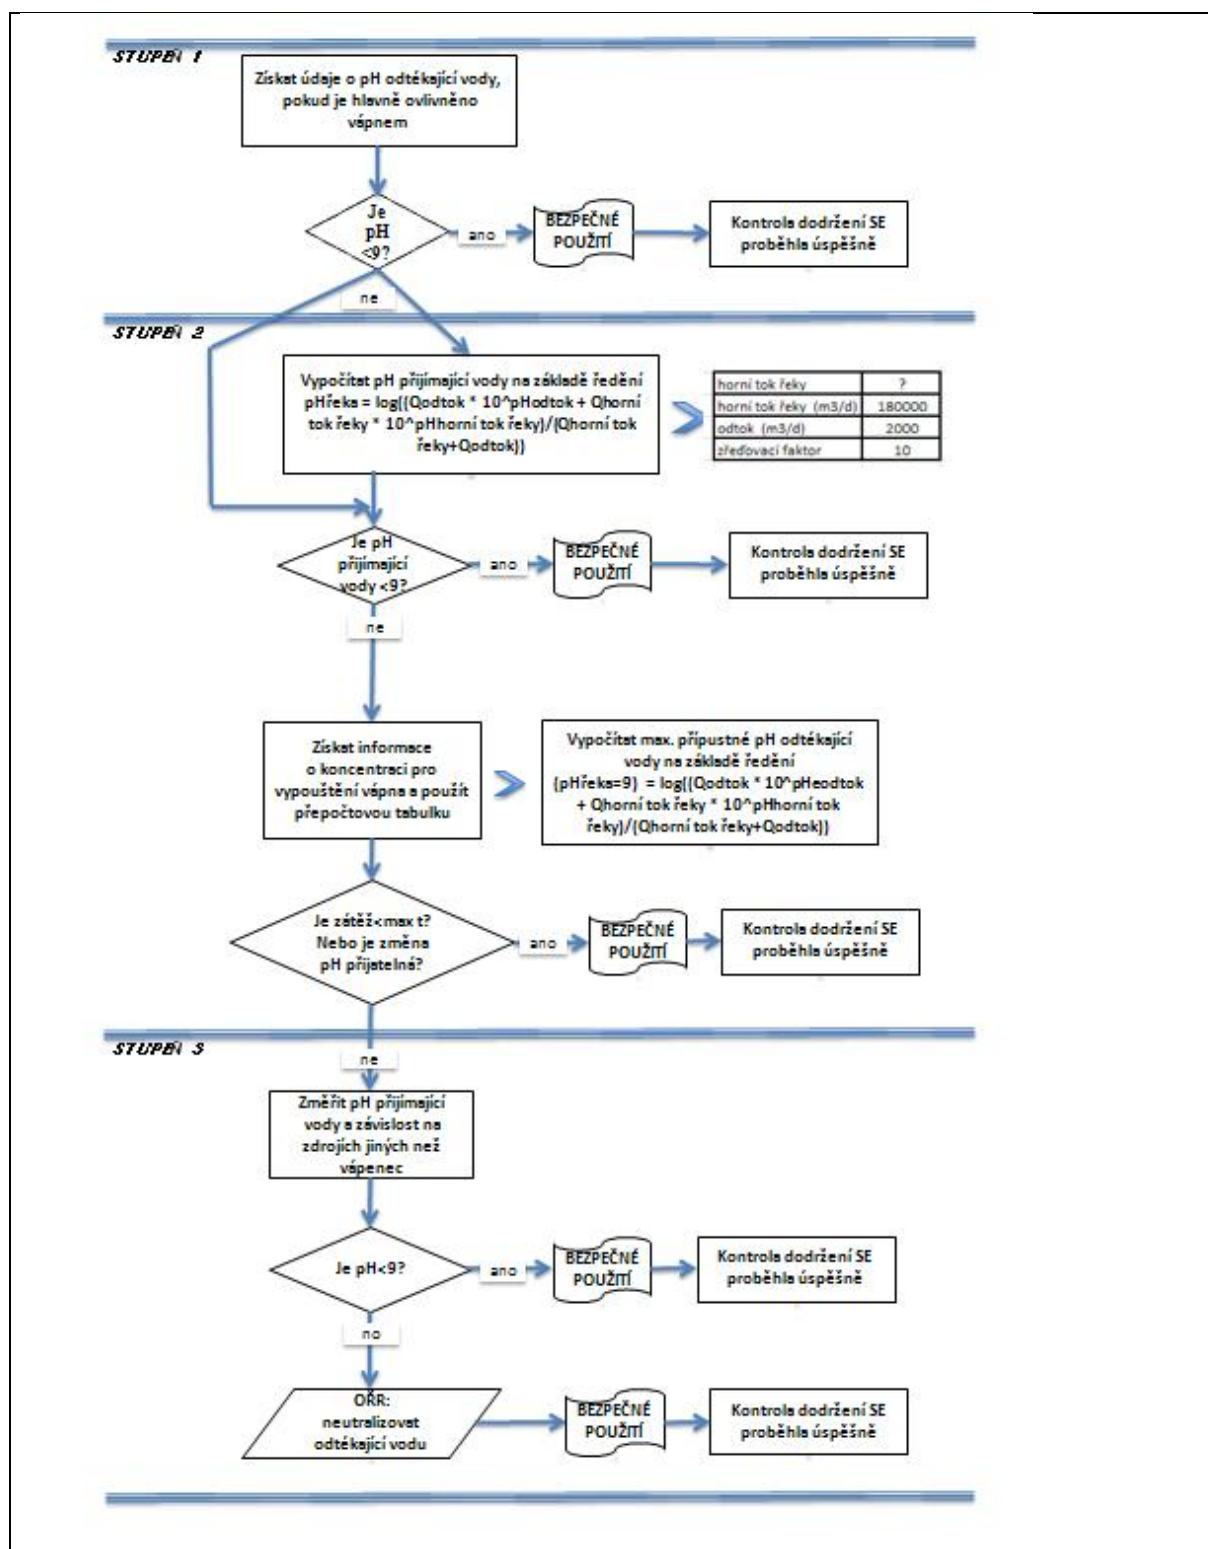 STUPEŇ 1
Získat údaje o pH odtékající vody,
pokud je hlavně ovlivněno
vápnem
Je
pH
<9?
ano
BEZPEČNÉ
POUŽITÍ
Kontrola dodržení SE
proběhla úspěšně
ne
STUPEŇ 2
Vypočítat pH přijímající vody na základě ředění
pHřeka = log((Qodtok * 10^pHodtok + Qhorní
tok řeky * 10^pHhorní tok řeky)/(Qhorní tok
řeky+Qodtok))
horní tok řeky ?
horní tok řeky (m3/d) 180000
odtok (m3/d) 2000
zřeďovací faktor 10
Je pH
přijímající
vody <9?
ano
BEZPEČNÉ
POUŽITÍ
Kontrola dodržení SE
proběhla úspěšně
ne
Získat informace
o koncentraci pro
vypouštění vápna a použít
přepočtovou tabulku
Vypočítat max. přípustné pH odtékající
vody na základě ředění
(pHřeka=9) = log((Qodtok * 10^pHeodtok
+ Qhorní tok řeky * 10^pHhorní tok
řeky)/(Qhorní tok řeky+Qodtok))
Je zátěž<max t?
Nebo je změna
pH přijatelná?
ano
BEZPEČNÉ
POUŽITÍ
Kontrola dodržení SE
proběhla úspěšně
STUPEŇ 3
ne
Změřit pH přijímající
vody a závislost na
zdrojích jiných než
vápenec
Je pH<9?
ano
BEZPEČNÉ
POUŽITÍ
Kontrola dodržení SE
proběhla úspěšně
no
OŘR:
neutralizovat
odtékající vodu
BEZPEČNÉ
POUŽITÍ
Kontrola dodržení SE
proběhla úspěšně